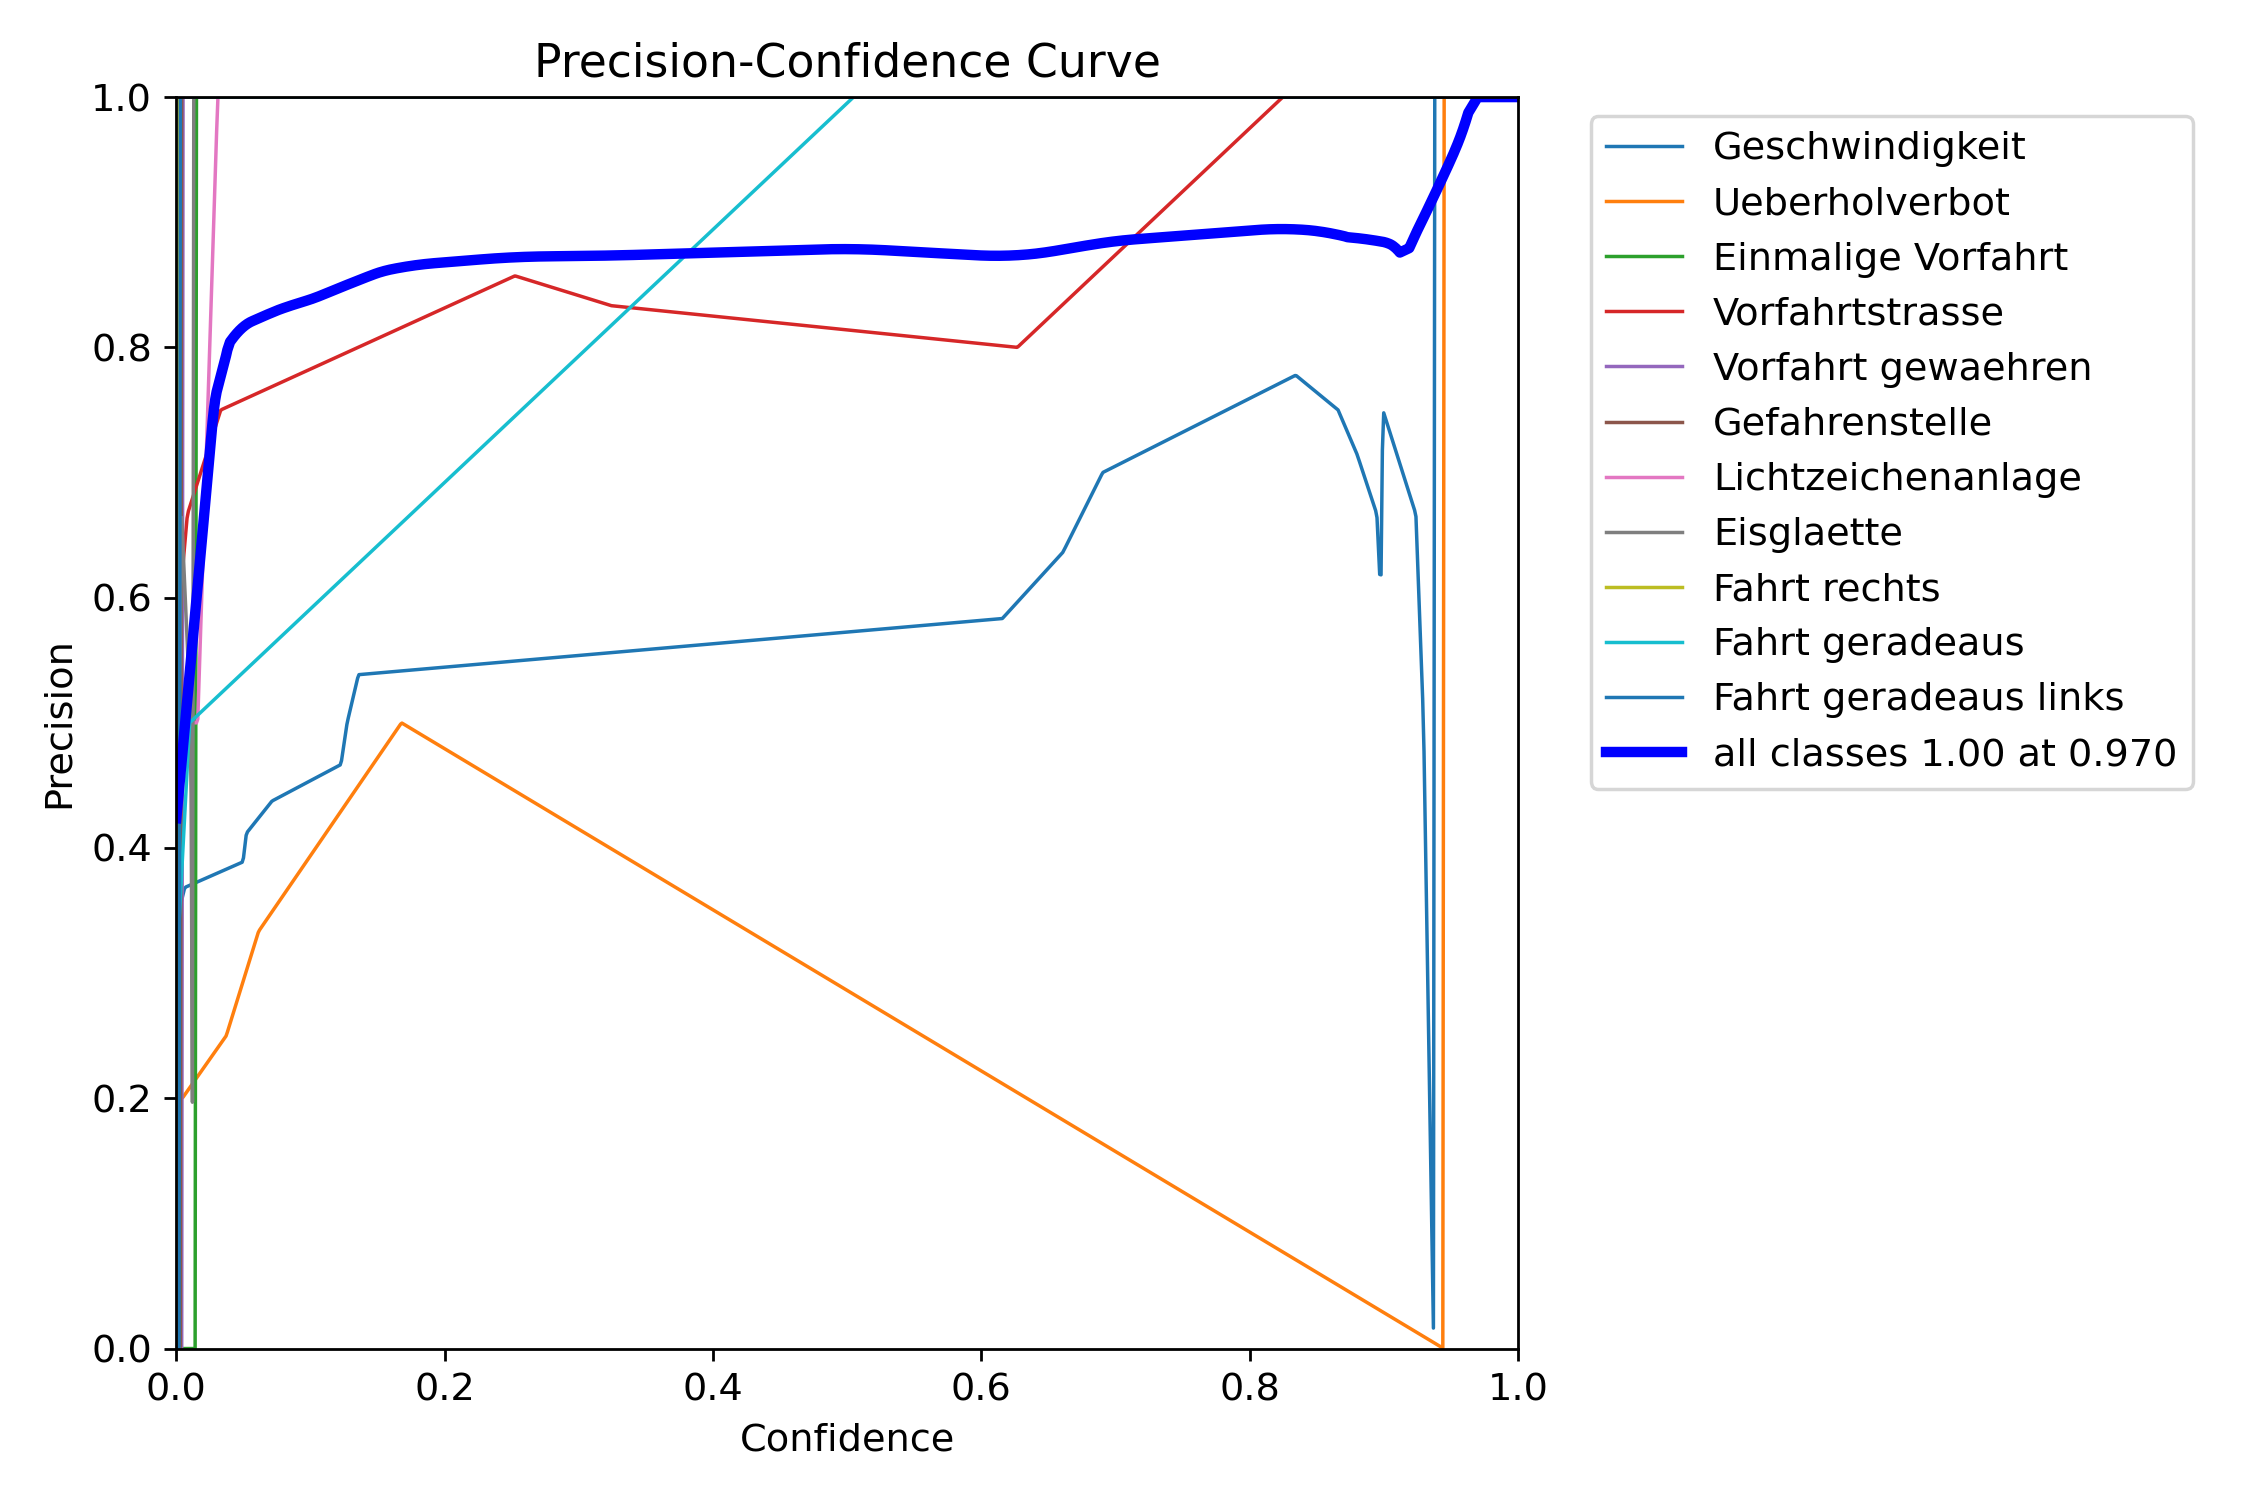 Precision-Confidence Curve
1.0
0.8
0.6
0.4
0.2
0.0
Precision
0.0 0.2 0.4 0.6 0.8 1.0
Confidence
Geschwindigkeit
Ueberholverbot
Einmalige Vorfahrt
Vorfahrtstrasse
Vorfahrt gewaehren
Gefahrenstelle
Lichtzeichenanlage
Eisglaette
Fahrt rechts
Fahrt geradeaus
Fahrt geradeaus links
all classes 1.00 at 0.970